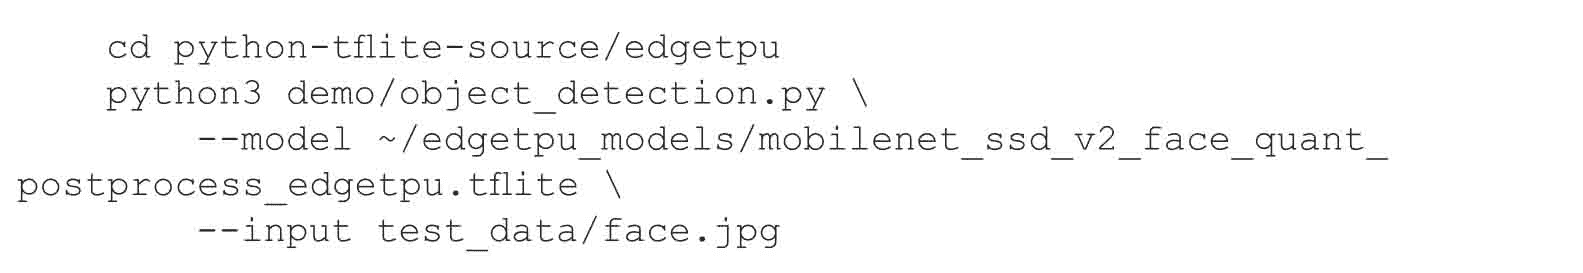 cd python-tflite-source/edgetpu
python3 demo/object_detection.py \
--model ~/edgetpu_models/mobilenet_ssd_v2_face_quant_
postprocess_edgetpu.tflite \
--input test_data/face.jpg